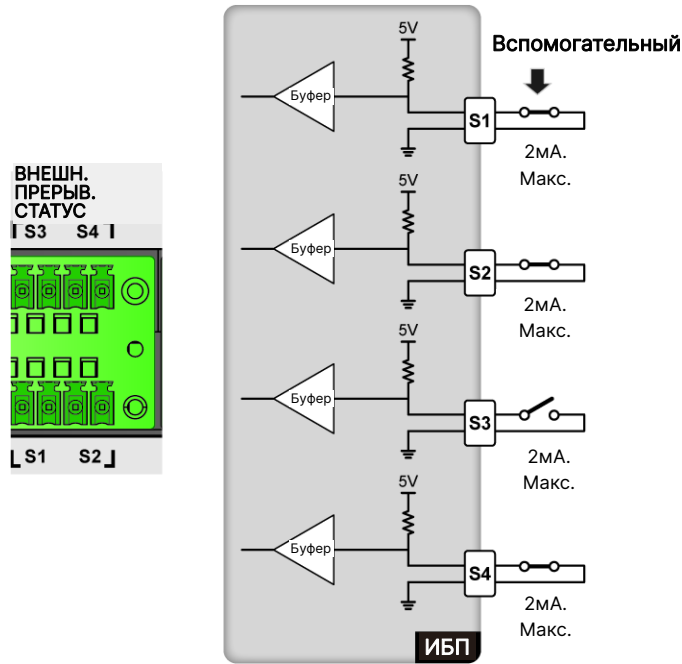 ВНЕШН.
ПРЕРЫВ.
СТАТУС
S3 S4
S1 S2
Вспомогательный
5V
Буфер
S1
2мА.
Макс.
5V
Буфер
S2
2мА.
Макс.
5V
Буфер
S3
2мА.
Макс.
5V
Буфер
S4
2мА.
Макс.
ИБП